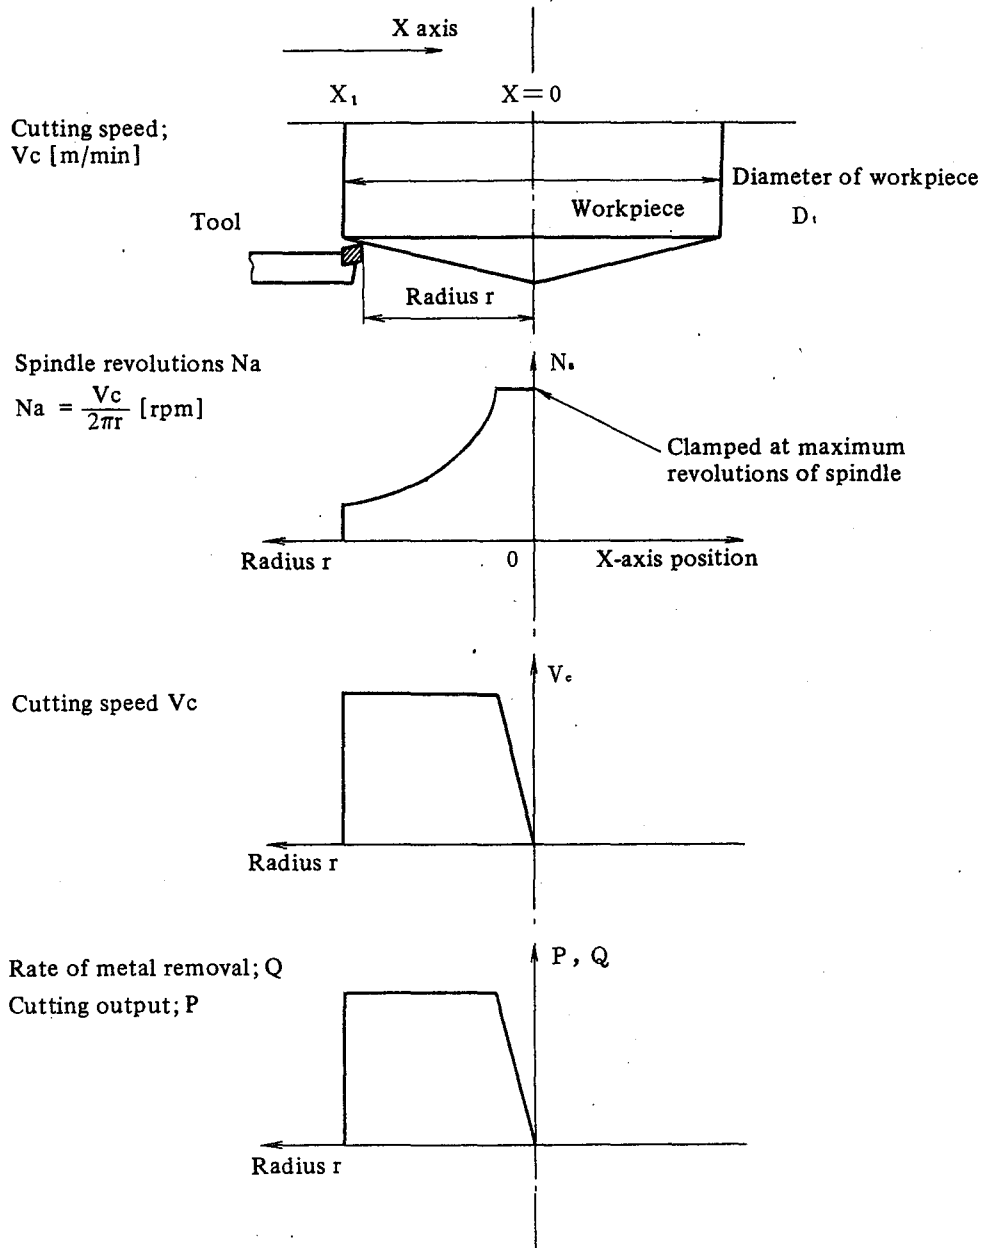 X axis
X₁
X=0
Cutting speed;
Vc [m/min]
Diameter of workpiece
D₁
Workpiece
Tool
Radius r
Spindle revolutions Na
Na = Vc/2πr [rpm]
Nₐ
Clamped at maximum
revolutions of spindle
Radius r
0
X-axis position
Cutting speed Vc
V꜀
Radius r
Rate of metal removal; Q
Cutting output; P
P, Q
Radius r